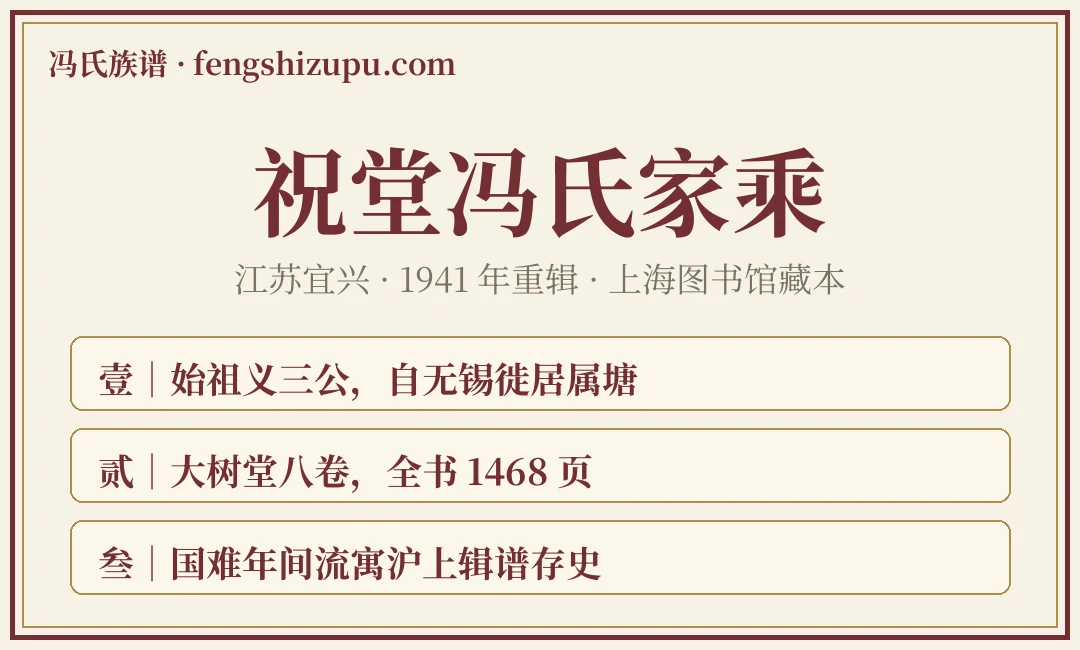 冯氏族谱 · fengshizupu.com
祝堂冯氏家乘
江苏宜兴 · 1941 年重辑 · 上海图书馆藏本
壹｜始祖义三公，自无锡徙居属塘
贰｜大树堂八卷，全书 1468 页
叁｜国难年间流寓沪上辑谱存史